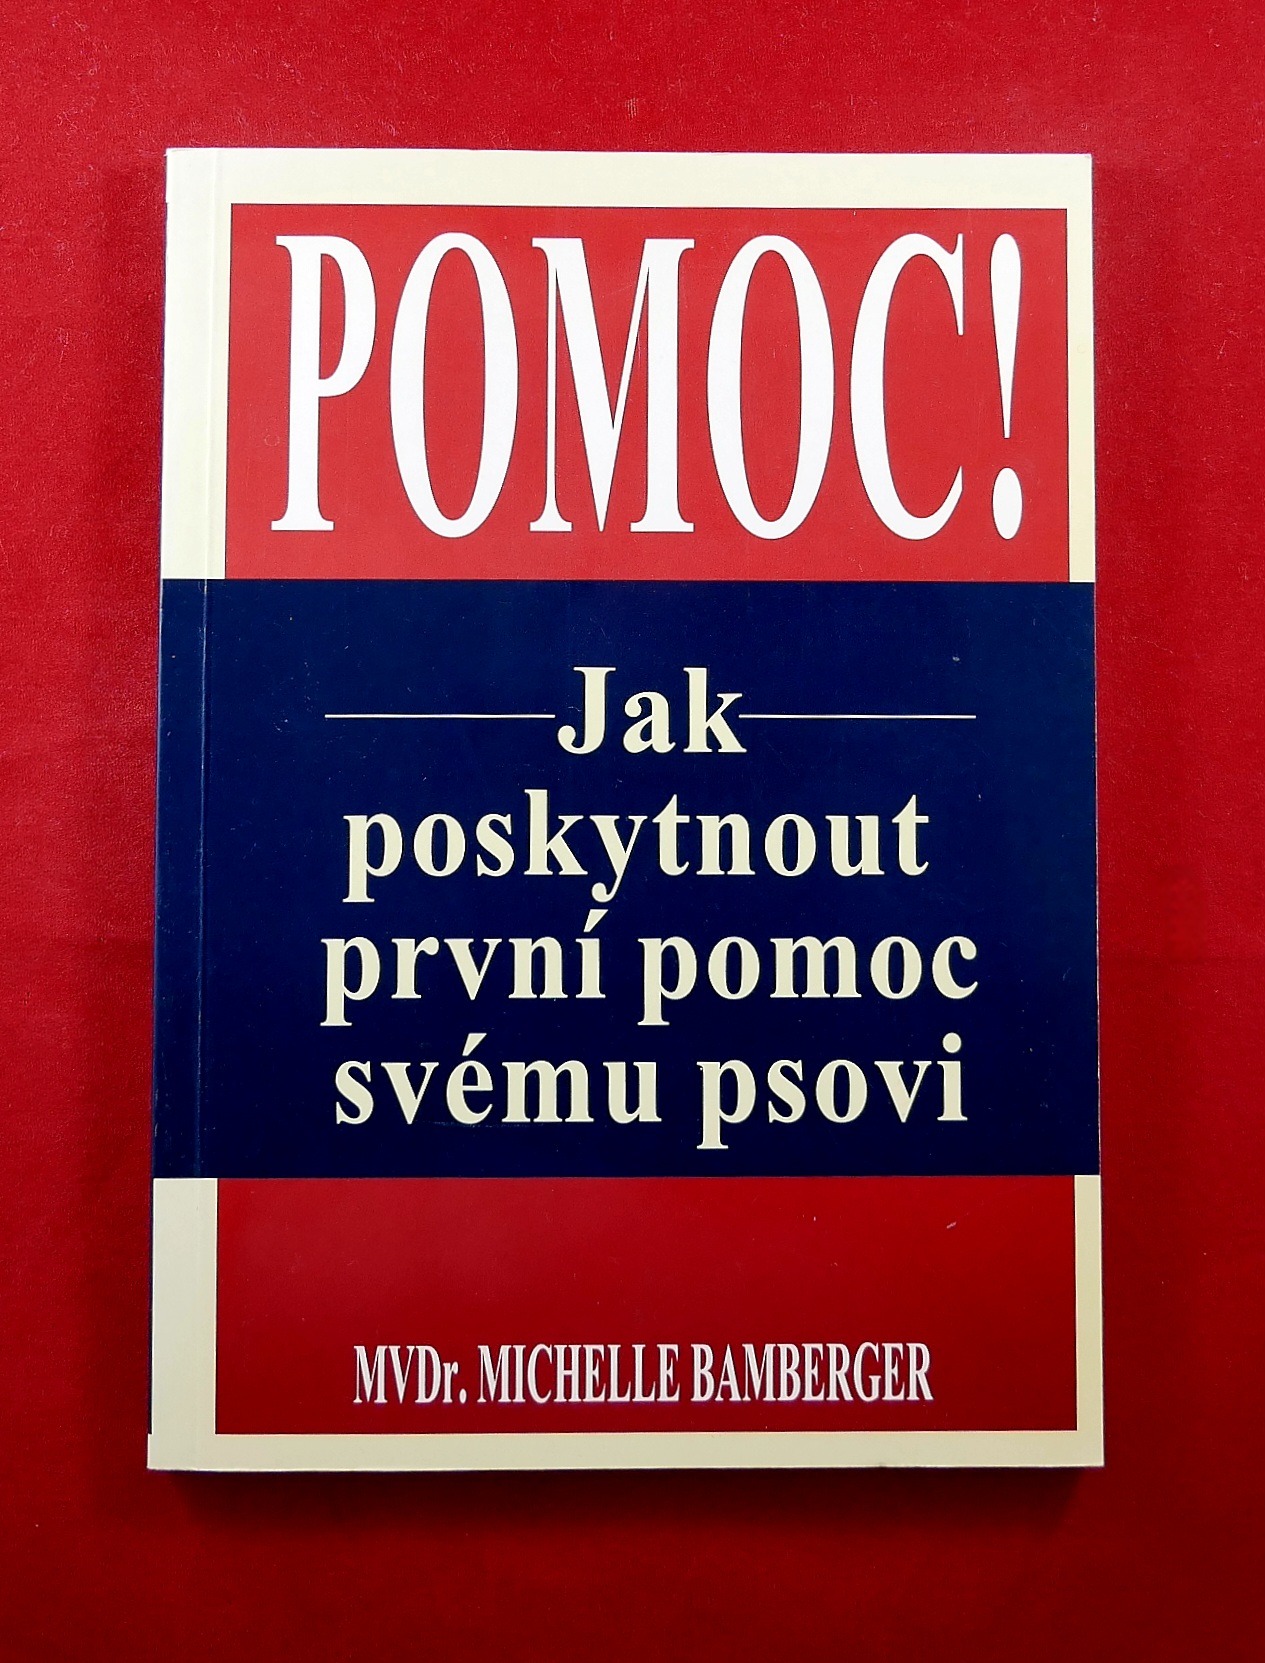 POMOC!
Jak
poskytnout
první pomoc
svému psovi
MVDr. MICHELLE BAMBERGER